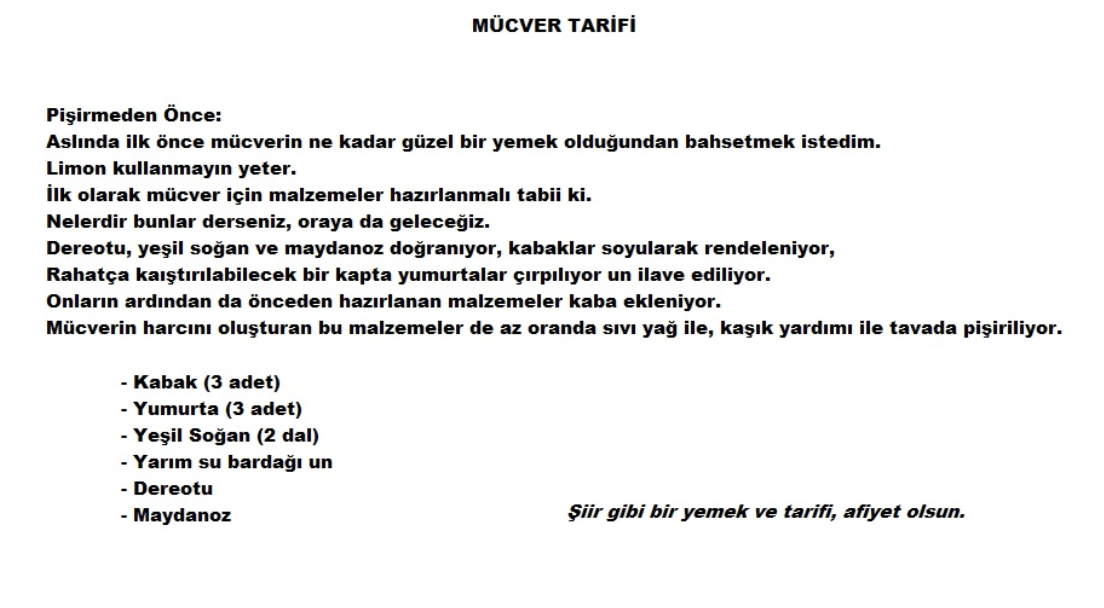 MÜCVER TARİFİ
Pişirmeden Önce:
Aslında ilk önce mücverin ne kadar güzel bir yemek olduğundan bahsetmek istedim.
Limon kullanmayın yeter.
İlk olarak mücver için malzemeler hazırlanmalı tabii ki.
Nelerdir bunlar derseniz, oraya da geleceğiz.
Dereotu, yeşil soğan ve maydanoz doğranıyor, kabaklar soyularak rendeleniyor,
Rahatça kaıştırılabilecek bir kapta yumurtalar çırpılıyor un ilave ediliyor.
Onların ardından da önceden hazırlanan malzemeler kaba ekleniyor.
Mücverin harcını oluşturan bu malzemeler de az oranda sıvı yağ ile, kaşık yardımı ile tavada pişiriliyor.
- Kabak (3 adet)
- Yumurta (3 adet)
- Yeşil Soğan (2 dal)
- Yarım su bardağı un
- Dereotu
- Maydanoz
Şiir gibi bir yemek ve tarifi, afiyet olsun.